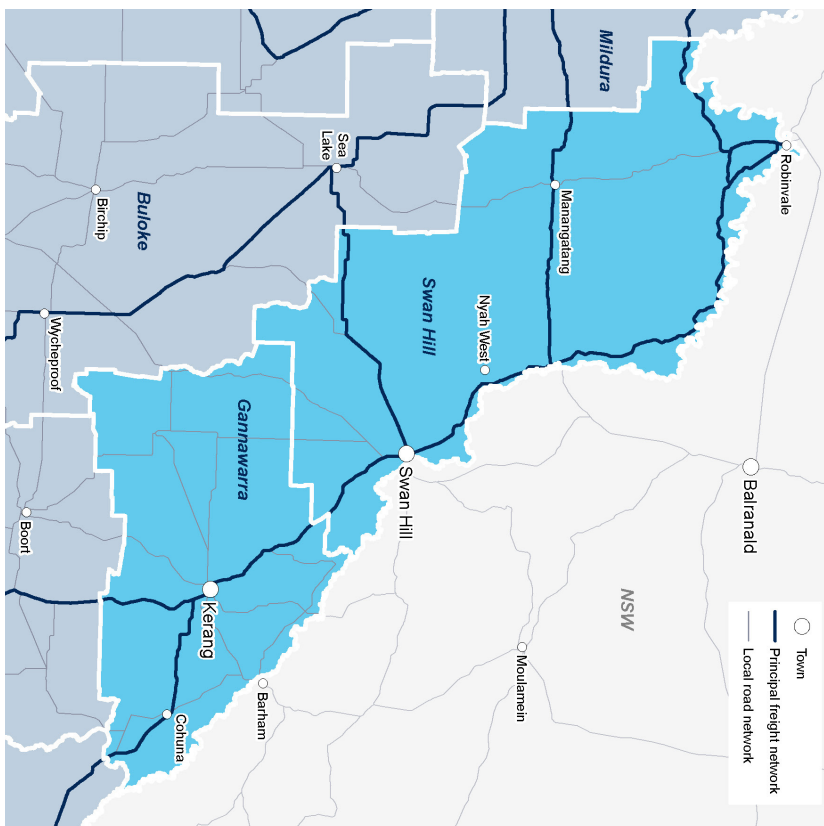 Robinvale
Mildura
Manangatang
Balranald
Sea
Lake
Nyah West
Swan Hill
Swan Hill
Birchip
Buloke
NSW
Moulamein
Wycheproof
Gannawarra
Kerang
Barham
Boort
Cohuna
Town
Principal freight network
Local road network